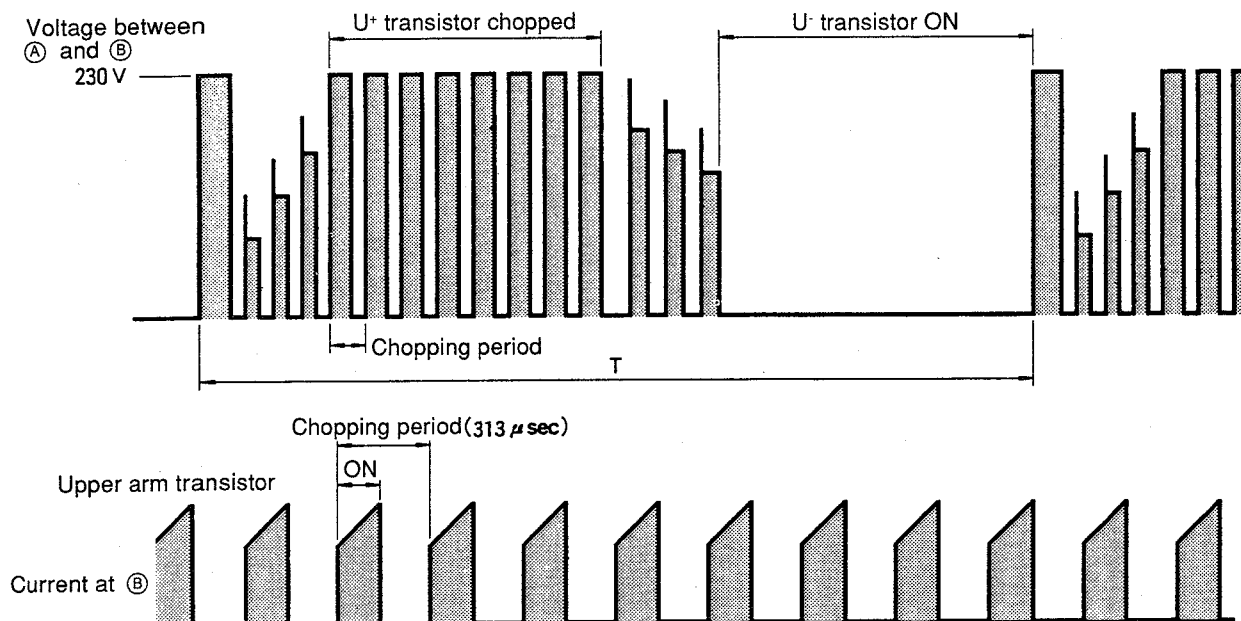 Voltage between
Ⓐ and Ⓑ
230 V
U⁺ transistor chopped
U⁻ transistor ON
Chopping period
T
Chopping period(313 μsec)
ON
Upper arm transistor
Current at Ⓑ